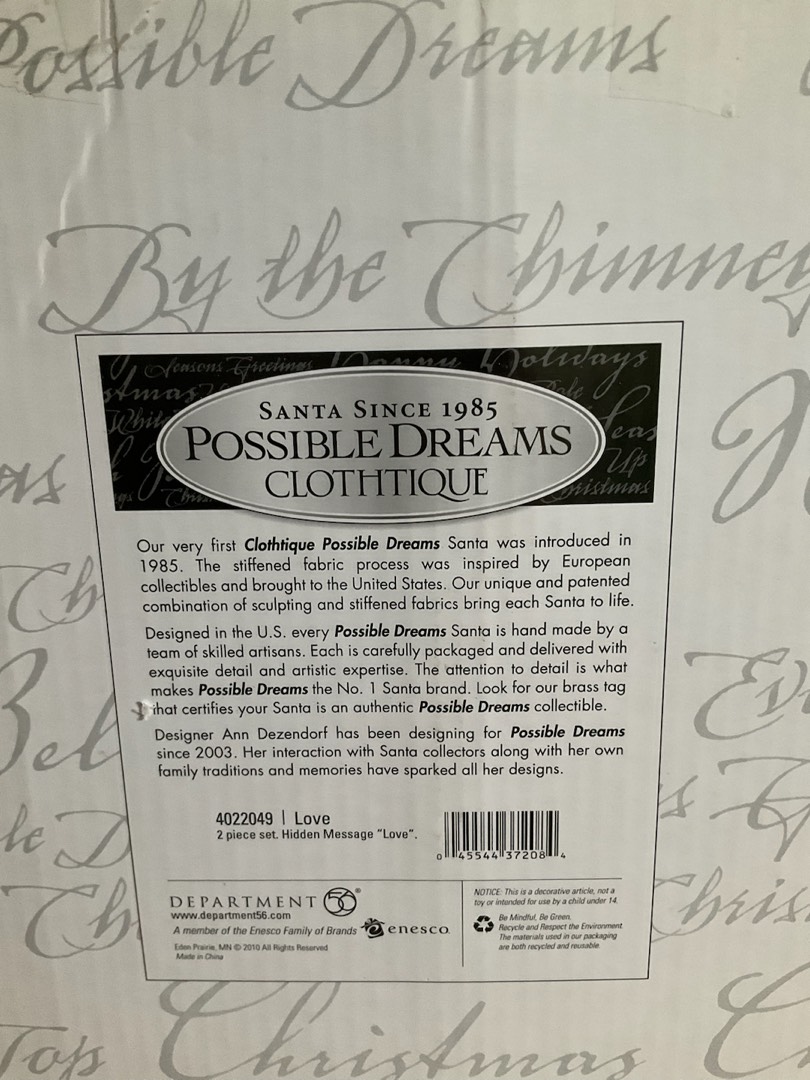 Possible Dreams
By the Chimney
Seasons Greetings Holidays
Santa Since 1985
Possible Dreams
Clothtique
Our very first Clothtique Possible Dreams Santa was introduced in
1985. The stiffened fabric process was inspired by European
collectibles and brought to the United States. Our unique and patented
combination of sculpting and stiffened fabrics bring each Santa to life.
Designed in the U.S. every Possible Dreams Santa is hand made by a
team of skilled artisans. Each is carefully packaged and delivered with
exquisite detail and artistic expertise. The attention to detail is what
makes Possible Dreams the No. 1 Santa brand. Look for our brass tag
that certifies your Santa is an authentic Possible Dreams collectible.
Designer Ann Dezendorf has been designing for Possible Dreams
since 2003. Her interaction with Santa collectors along with her own
family traditions and memories have sparked all her designs.
4022049 | Love
2 piece set. Hidden Message "Love".
0 45544 37208 4
DEPARTMENT 56®
www.department56.com
A member of the Enesco Family of Brands enesco.
Eden Prairie, MN © 2010 All Rights Reserved
Made in China
NOTICE: This is a decorative article, not a
toy or intended for use by a child under 14.
Be Mindful, Be Green.
Recycle and Respect the Environment.
The materials used in our packaging
are both recycled and reusable.
Christmas